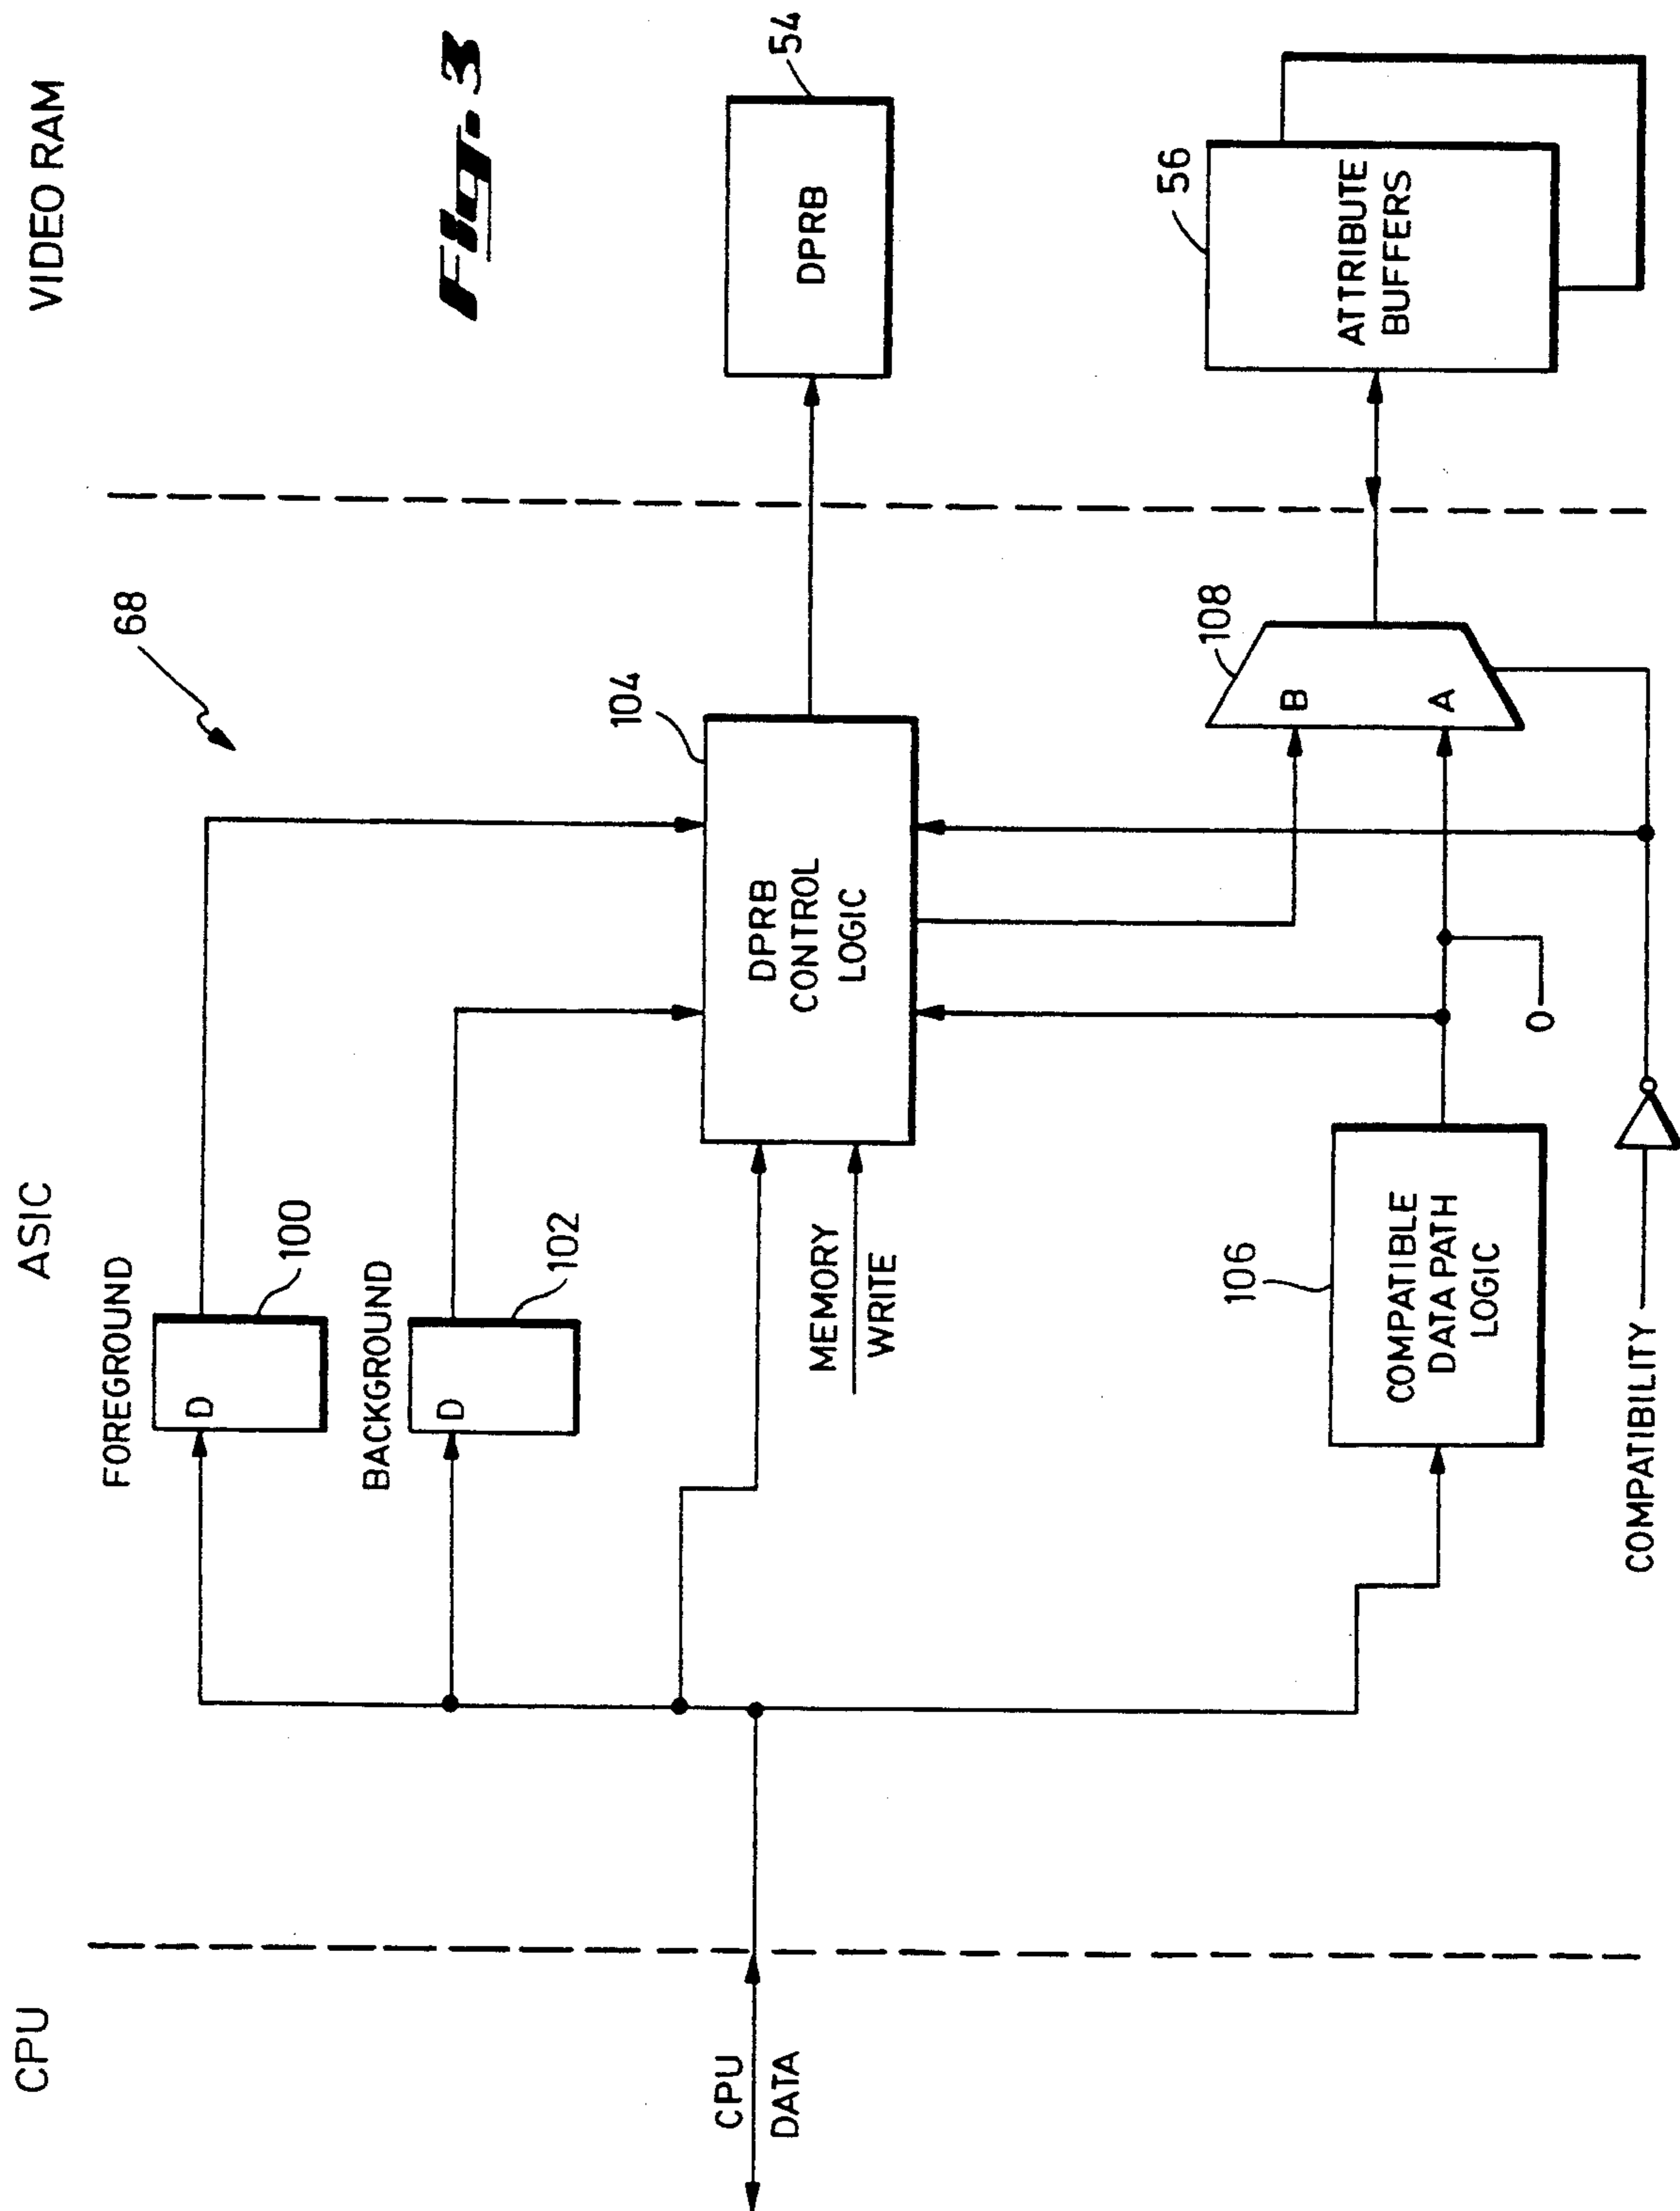 CPU
ASIC
VIDEO RAM
Fig-3
68
FOREGROUND
D
100
BACKGROUND
D
102
CPU
DATA
MEMORY
WRITE
104
DPRB
CONTROL
LOGIC
DPRB
54
106
COMPATIBLE
DATA PATH
LOGIC
0
108
B
A
56
ATTRIBUTE
BUFFERS
COMPATIBILITY